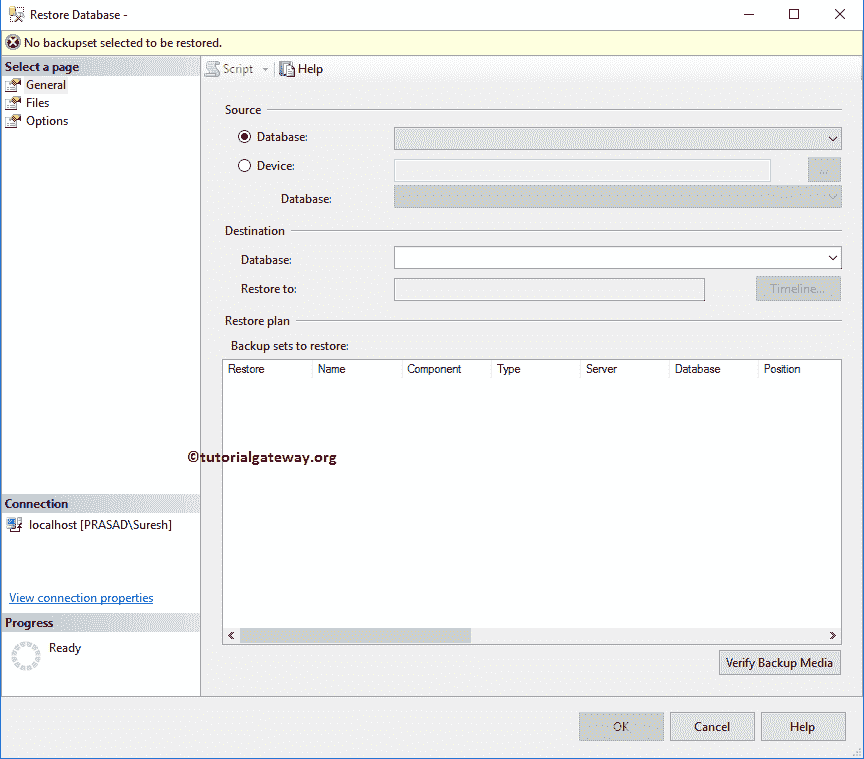 Restore Database -
No backupset selected to be restored.
Select a page
General
Files
Options
Script
Help
Source
Database:
Device:
...
Database:
Destination
Database:
Restore to:
Timeline...
Restore plan
Backup sets to restore:
Restore Name Component Type Server Database Position
©tutorialgateway.org
Connection
localhost [PRASAD\Suresh]
View connection properties
Progress
Ready
Verify Backup Media
OK Cancel Help